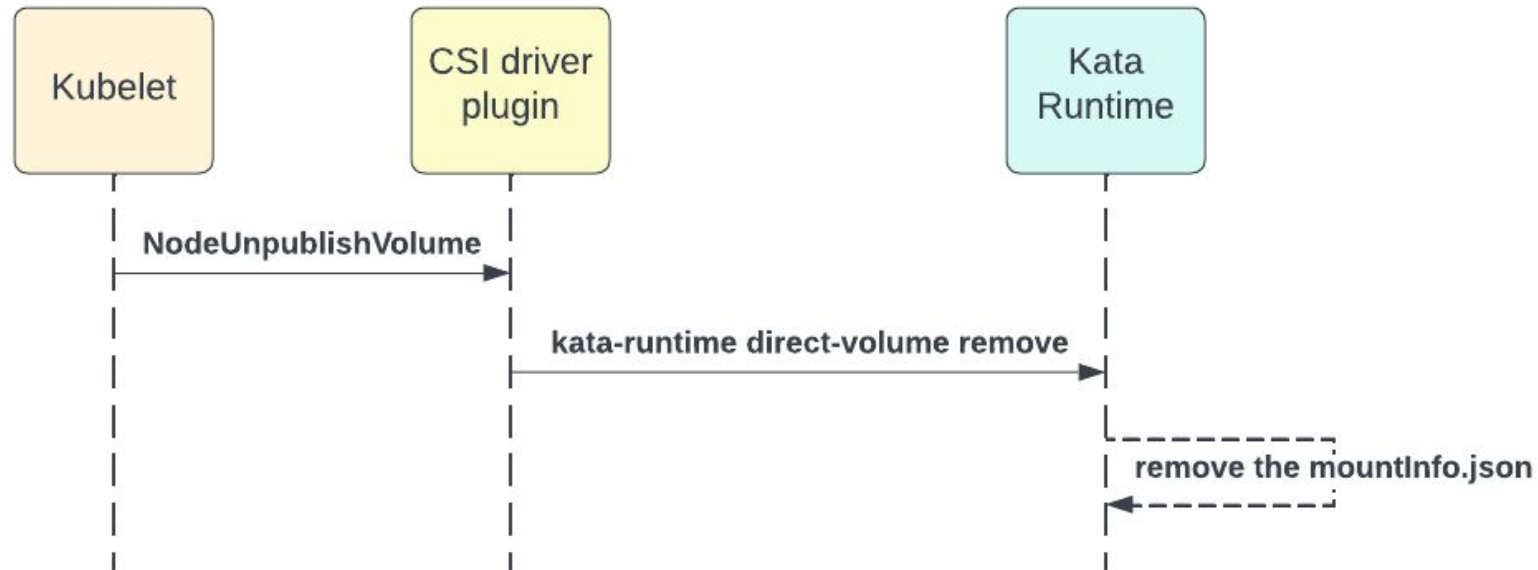 Kubelet
CSI driver
plugin
Kata
Runtime
NodeUnpublishVolume
kata-runtime direct-volume remove
remove the mountInfo.json